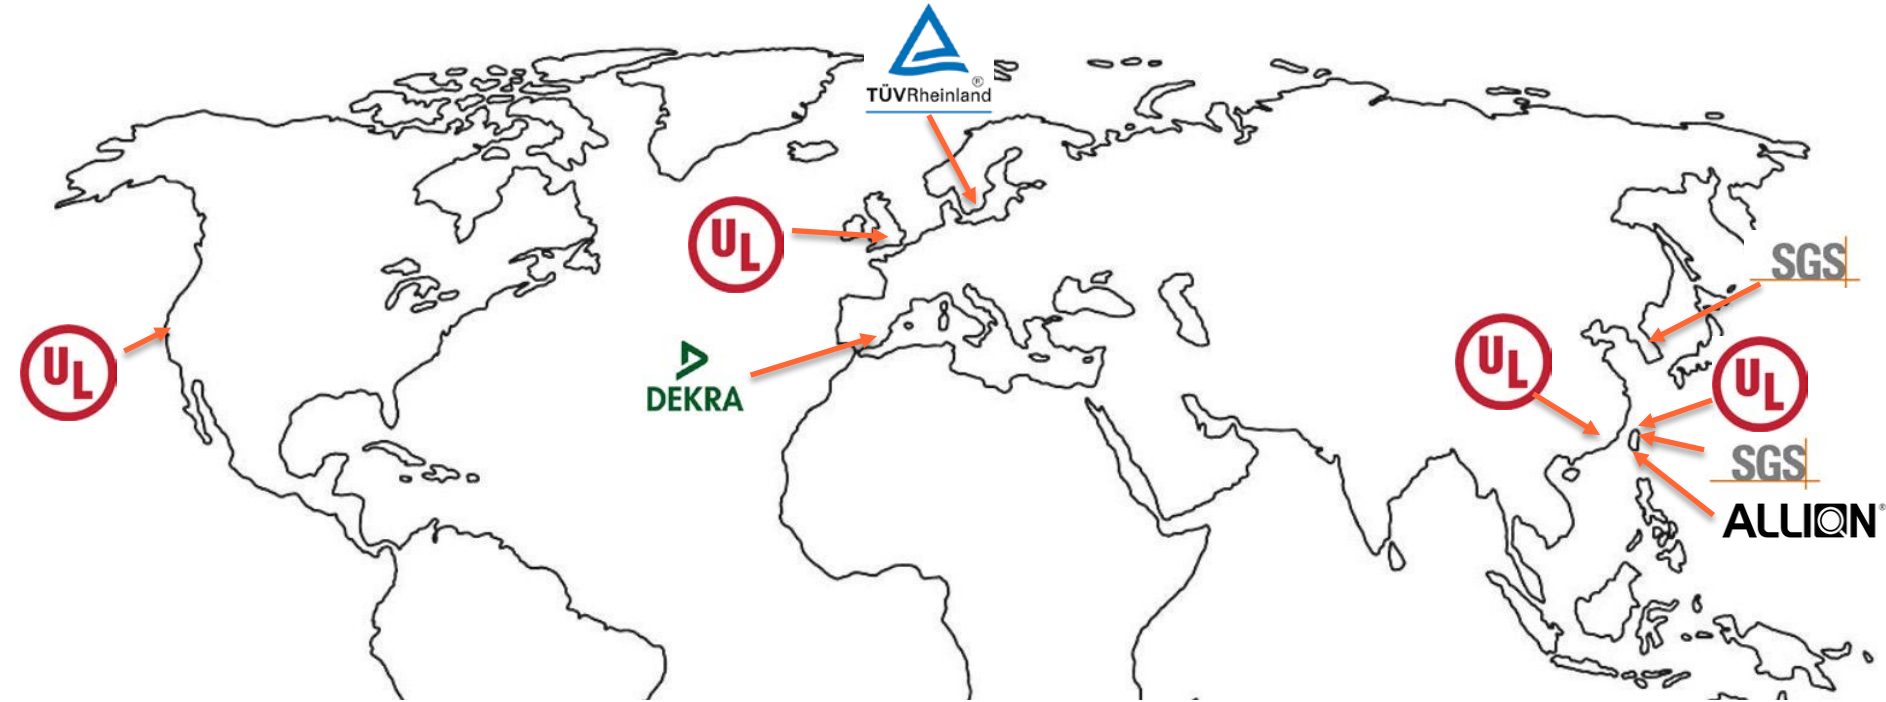 TÜVRheinland®
UL
UL
DEKRA
SGS
UL
UL
SGS
ALLION®